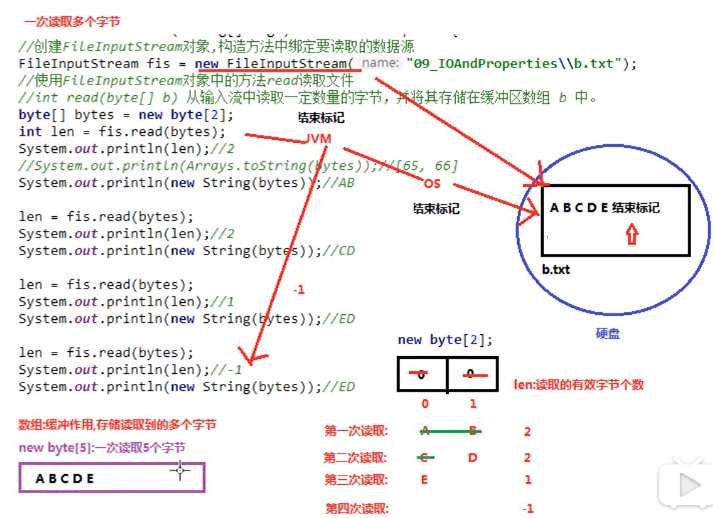 一次读取多个字节
//创建FileInputStream对象,构造方法中绑定要读取的数据源
FileInputStream fis = new FileInputStream( name: "09_IOAndProperties\\b.txt");
//使用FileInputStream对象中的方法read读取文件
//int read(byte[] b) 从输入流中读取一定数量的字节，并将其存储在缓冲区数组 b 中。
byte[] bytes = new byte[2];
int len = fis.read(bytes);
System.out.println(len);//2
//System.out.println(Arrays.toString(bytes));//[65, 66]
System.out.println(new String(bytes));//AB
len = fis.read(bytes);
System.out.println(len);//2
System.out.println(new String(bytes));//CD
len = fis.read(bytes);
System.out.println(len);//1
System.out.println(new String(bytes));//ED
len = fis.read(bytes);
System.out.println(len);//-1
System.out.println(new String(bytes));//ED
结束标记
JVM
OS
结束标记
-1
A B C D E 结束标记
b.txt
硬盘
new byte[2];
0 0
0 1
len:读取的有效字节个数
第一次读取: A B 2
第二次读取: C D 2
第三次读取: E 1
第四次读取: -1
数组:缓冲作用,存储读取到的多个字节
new byte[5]:一次读取5个字节
A B C D E